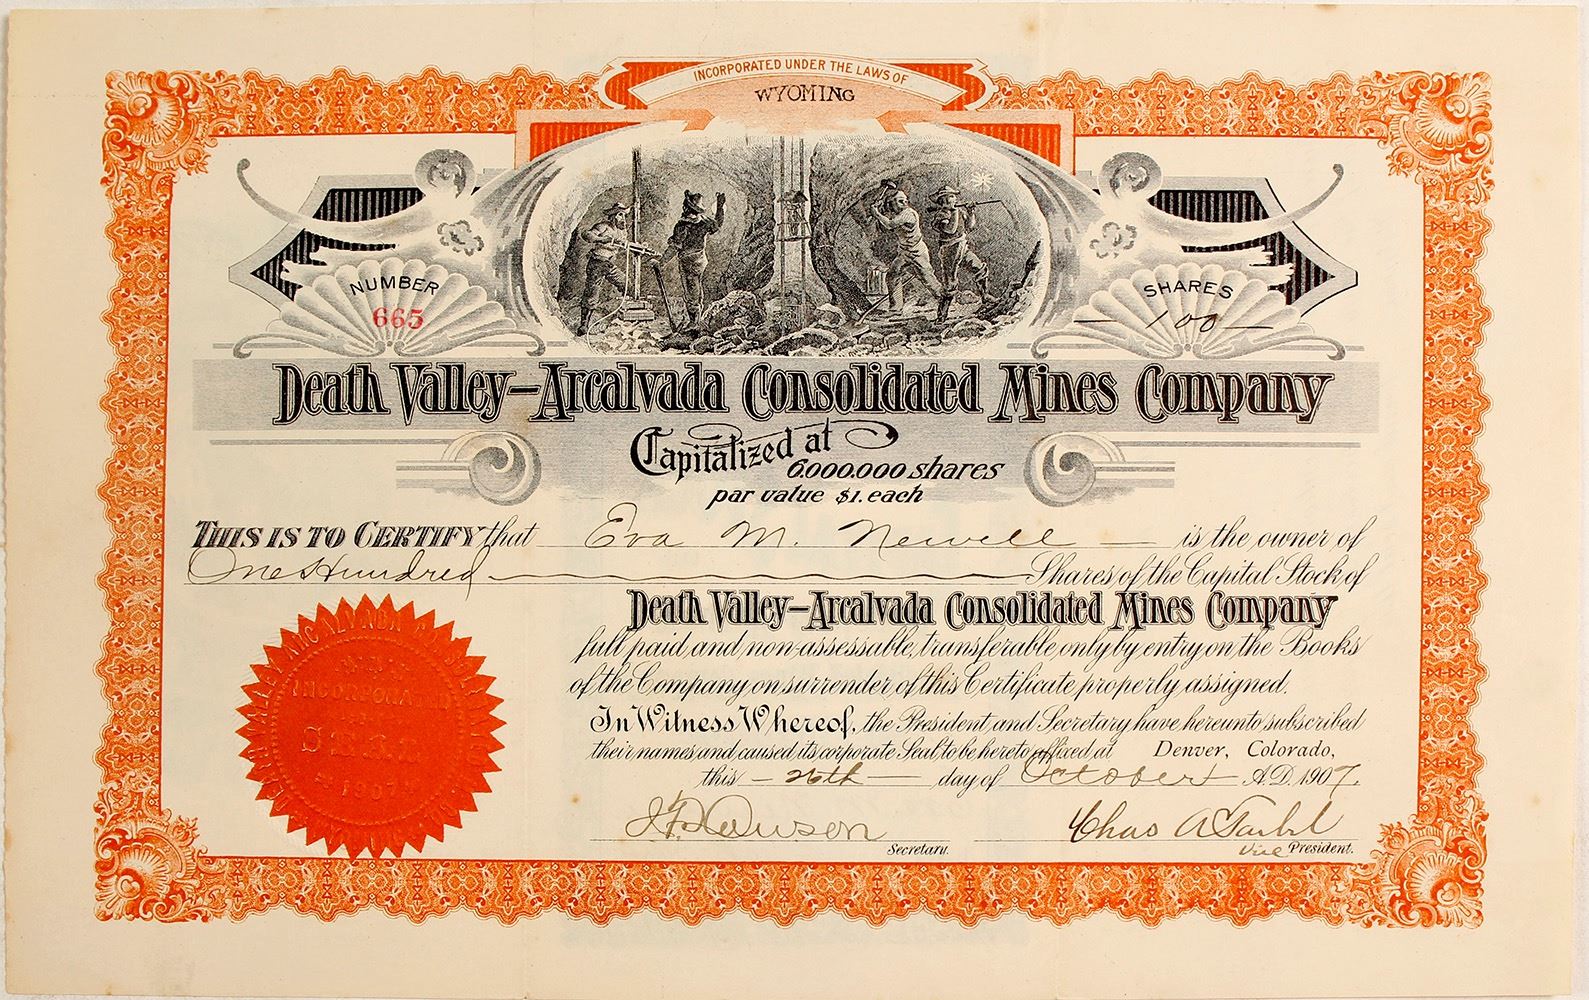 INCORPORATED UNDER THE LAWS OF
WYOMING
NUMBER
665
SHARES
100
Death Valley–Arcalvada Consolidated Mines Company
Capitalized at
6.000.000 shares
par value $1. each
THIS IS TO CERTIFY that Eva M. Newell is the owner of
One Hundred Shares of the Capital Stock of
Death Valley–Arcalvada Consolidated Mines Company
full paid and non-assessable, transferable only by entry on the Books
of the Company on surrender of this Certificate properly assigned.
In Witness Whereof, the President and Secretary have hereunto subscribed
their names and caused its corporate Seal to be hereto affixed at Denver, Colorado,
this 26th day of October A.D. 1907.
Chas A
Secretary.
Vice President.
INCORPORATED
SEAL
1907